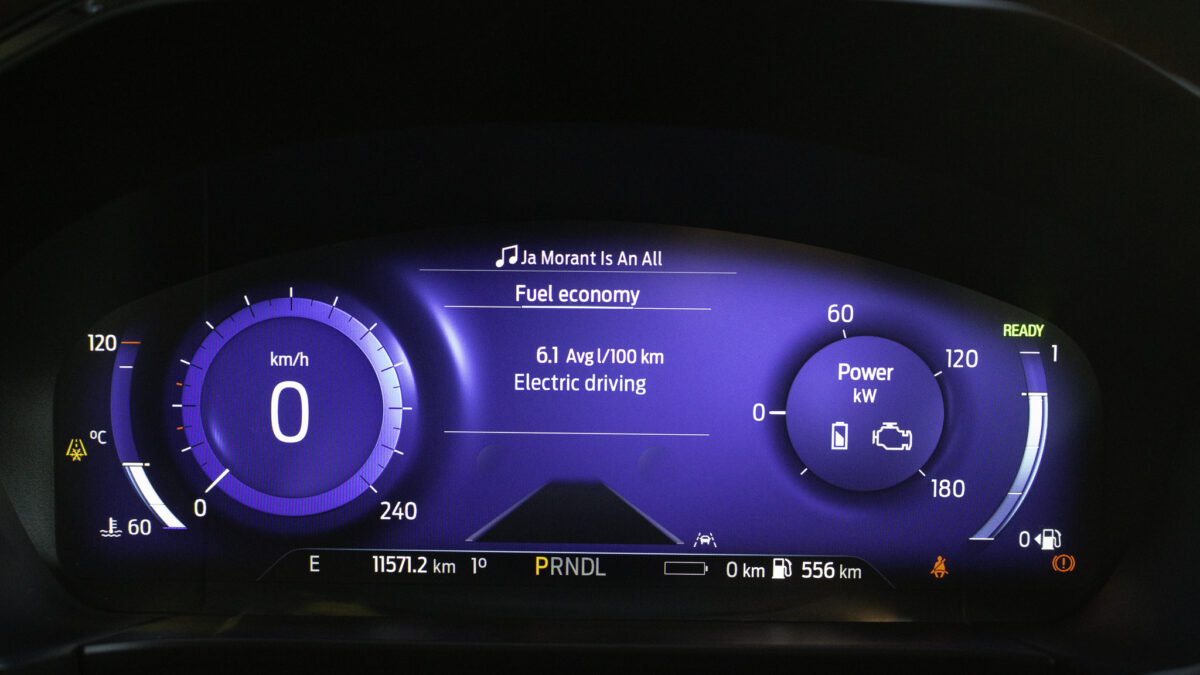 Ja Morant Is An All
Fuel economy
6.1 Avg l/100 km
Electric driving
120
°C
60
km/h
0
0
240
60
0
120
180
Power
kW
READY
1
0
E 11571.2 km 1º PRNDL 0 km 556 km